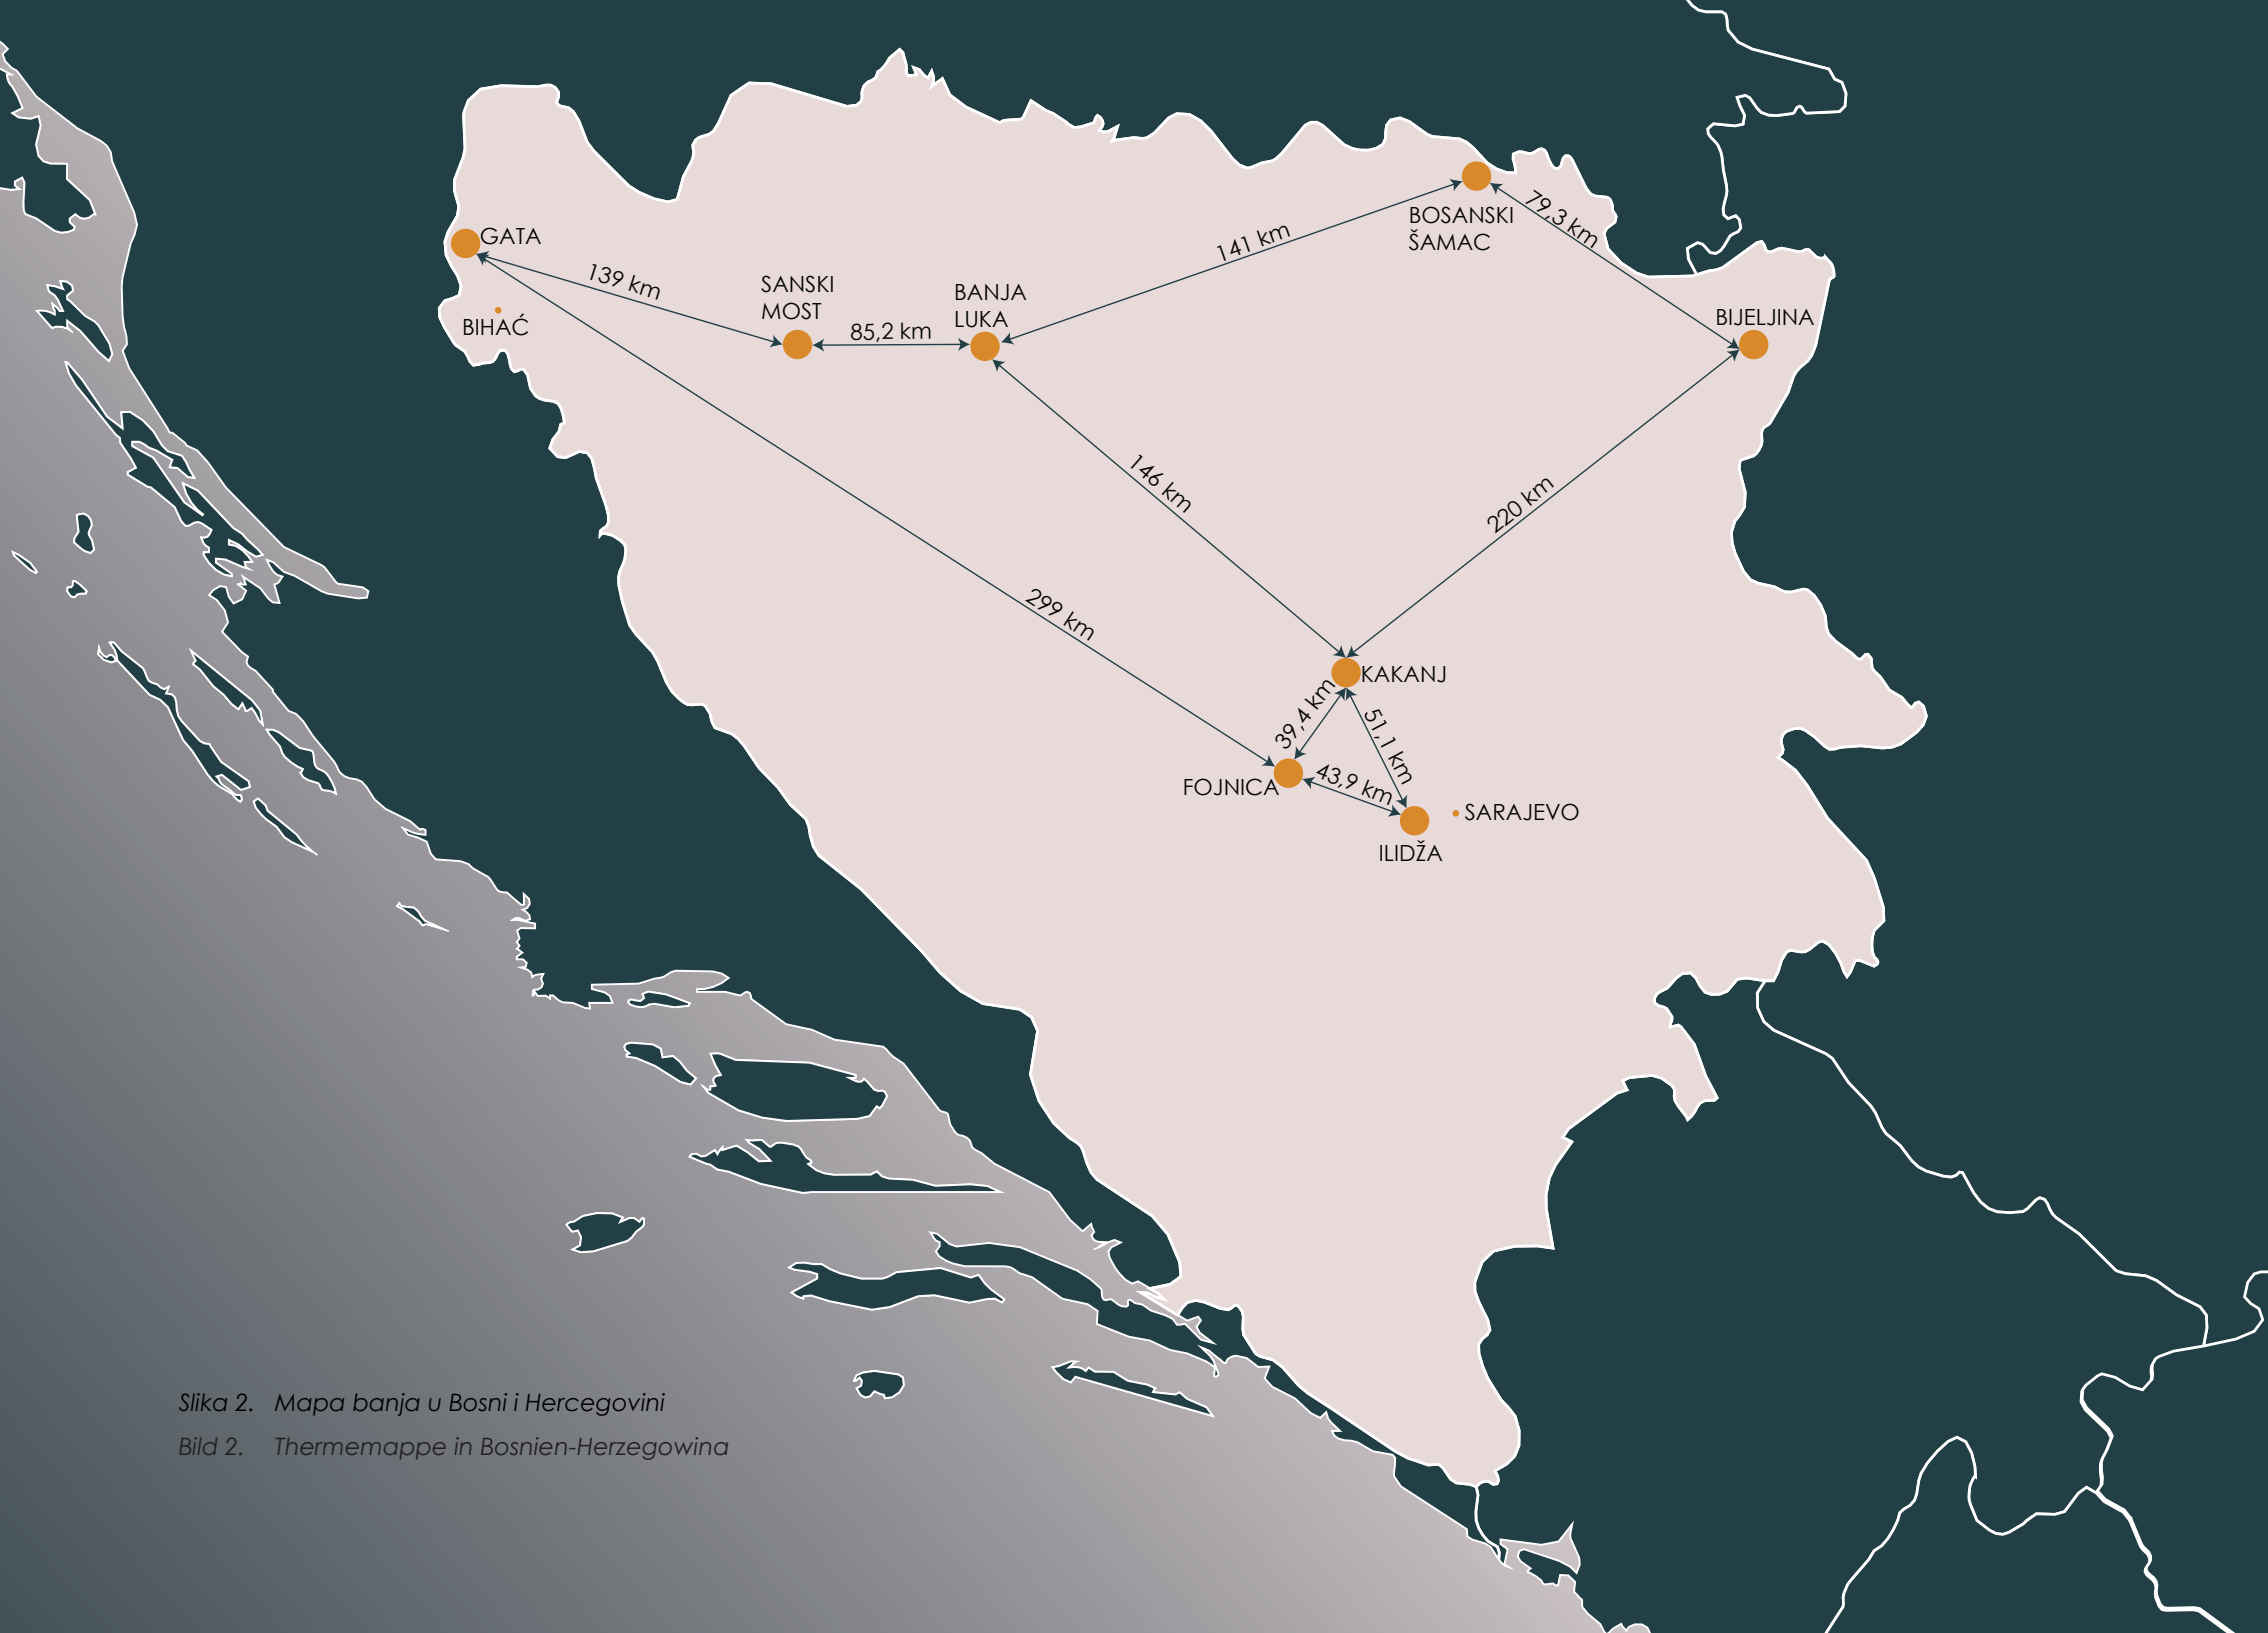 BOSANSKI
ŠAMAC
79,3 km
GATA
141 km
139 km
SANSKI
MOST
BANJA
LUKA
BIHAĆ
85,2 km
BIJELJINA
146 km
220 km
299 km
KAKANJ
39,4 km
51,1 km
FOJNICA
43,9 km
SARAJEVO
ILIDŽA
Slika 2. Mapa banja u Bosni i Hercegovini
Bild 2. Thermemappe in Bosnien-Herzegowina